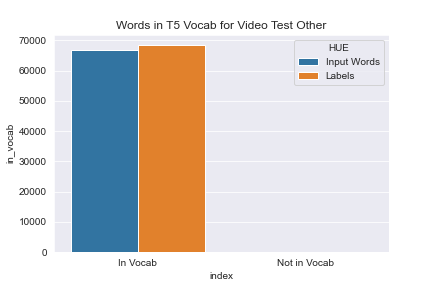 Words in T5 Vocab for Video Test Other
70000
60000
50000
40000
30000
20000
10000
0
in_vocab
HUE
Input Words
Labels
In Vocab
Not in Vocab
index